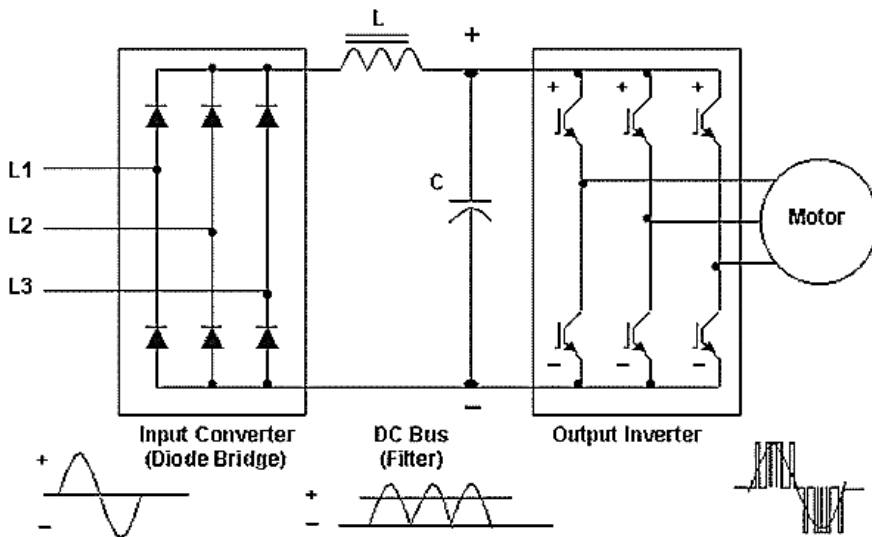 L
+
+ + +
L1
L2
C
Motor
L3
− − −
−
Input Converter
(Diode Bridge)
DC Bus
(Filter)
Output Inverter
+
−
+
−
+
−